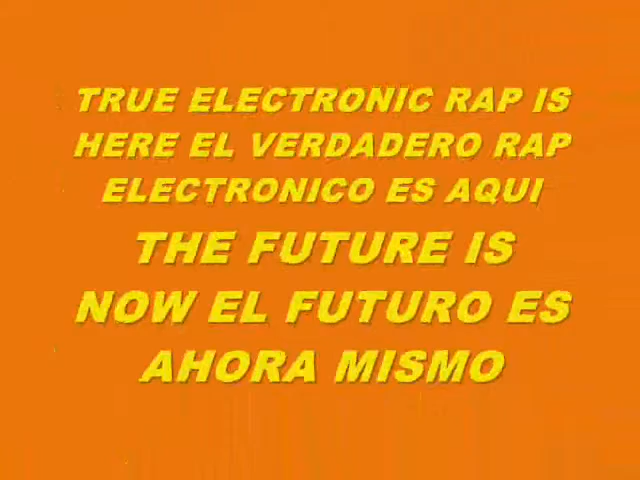 TRUE ELECTRONIC RAP IS
HERE EL VERDADERO RAP
ELECTRONICO ES AQUI
THE FUTURE IS
NOW EL FUTURO ES
AHORA MISMO